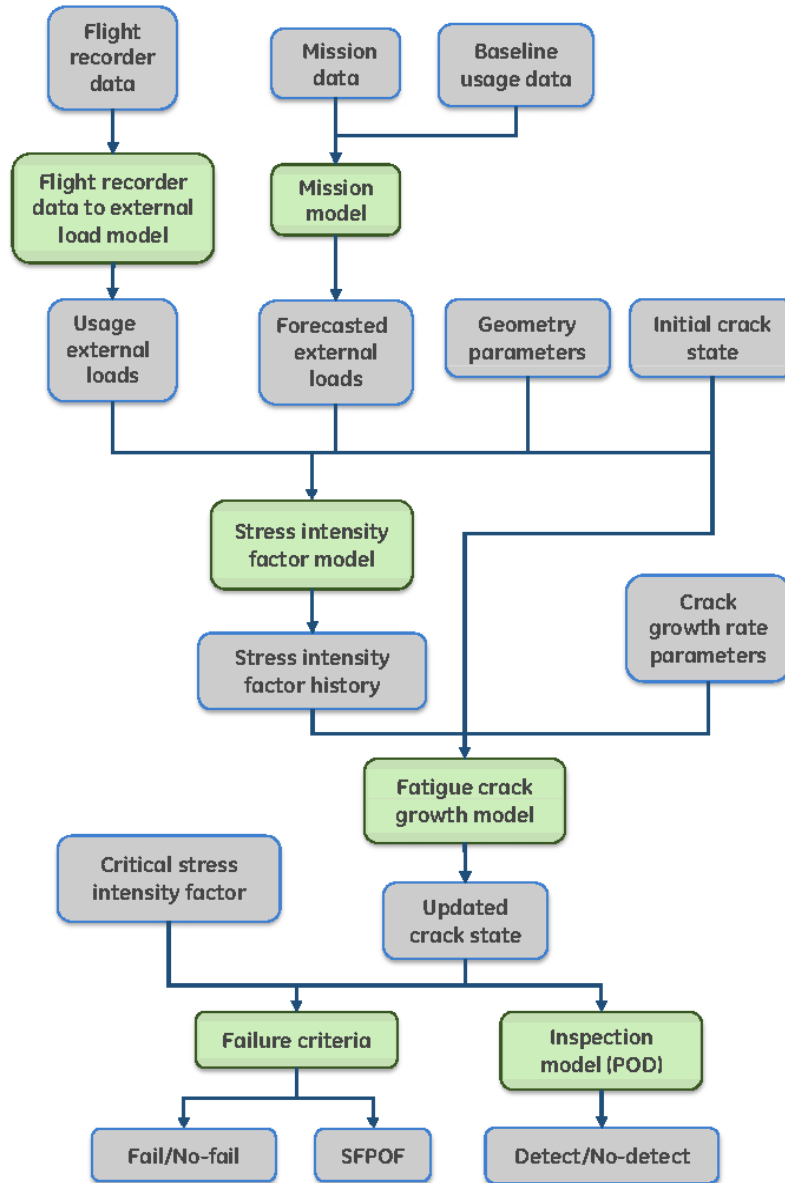 Flight
recorder
data
Mission
data
Baseline
usage data
Flight recorder
data to external
load model
Mission
model
Usage
external
loads
Forecasted
external
loads
Geometry
parameters
Initial crack
state
Stress intensity
factor model
Crack
growth rate
parameters
Stress intensity
factor history
Fatigue crack
growth model
Critical stress
intensity factor
Updated
crack state
Failure criteria
Inspection
model (POD)
Fail/No-fail
SFPOF
Detect/No-detect